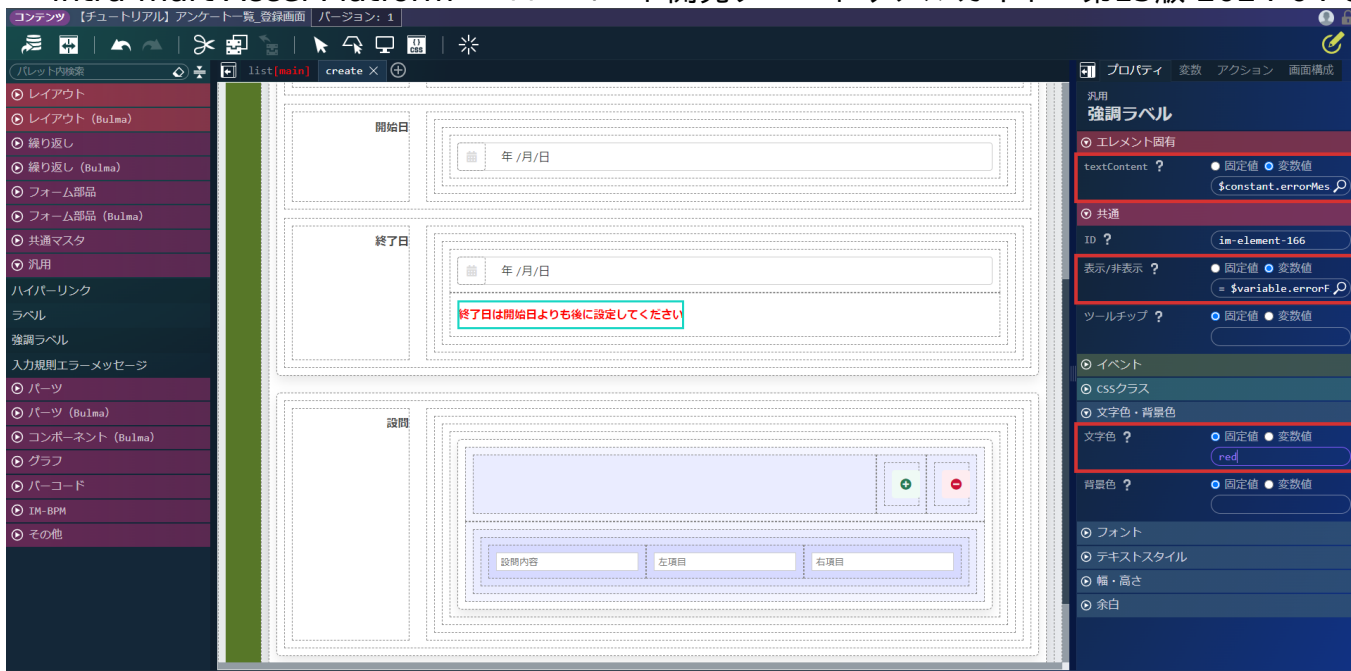 コンテンツ 【チュートリアル】アンケート一覧_登録画面 バージョン: 1
パレット内検索
list[main] create
プロパティ 変数 アクション 画面構成
レイアウト
レイアウト (Bulma)
繰り返し
繰り返し (Bulma)
フォーム部品
フォーム部品 (Bulma)
共通マスタ
汎用
ハイパーリンク
ラベル
強調ラベル
入力規則エラーメッセージ
パーツ
パーツ (Bulma)
コンポーネント (Bulma)
グラフ
バーコード
IM-BPM
その他
開始日
年 /月/日
終了日
年 /月/日
終了日は開始日よりも後に設定してください
設問
設問内容 左項目 右項目
汎用
強調ラベル
エレメント固有
textContent ? 固定値 変数値
$constant.errorMes
共通
ID ? im-element-166
表示/非表示 ? 固定値 変数値
= $variable.errorF
ツールチップ ? 固定値 変数値
イベント
CSSクラス
文字色・背景色
文字色 ? 固定値 変数値
red
背景色 ? 固定値 変数値
フォント
テキストスタイル
幅・高さ
余白